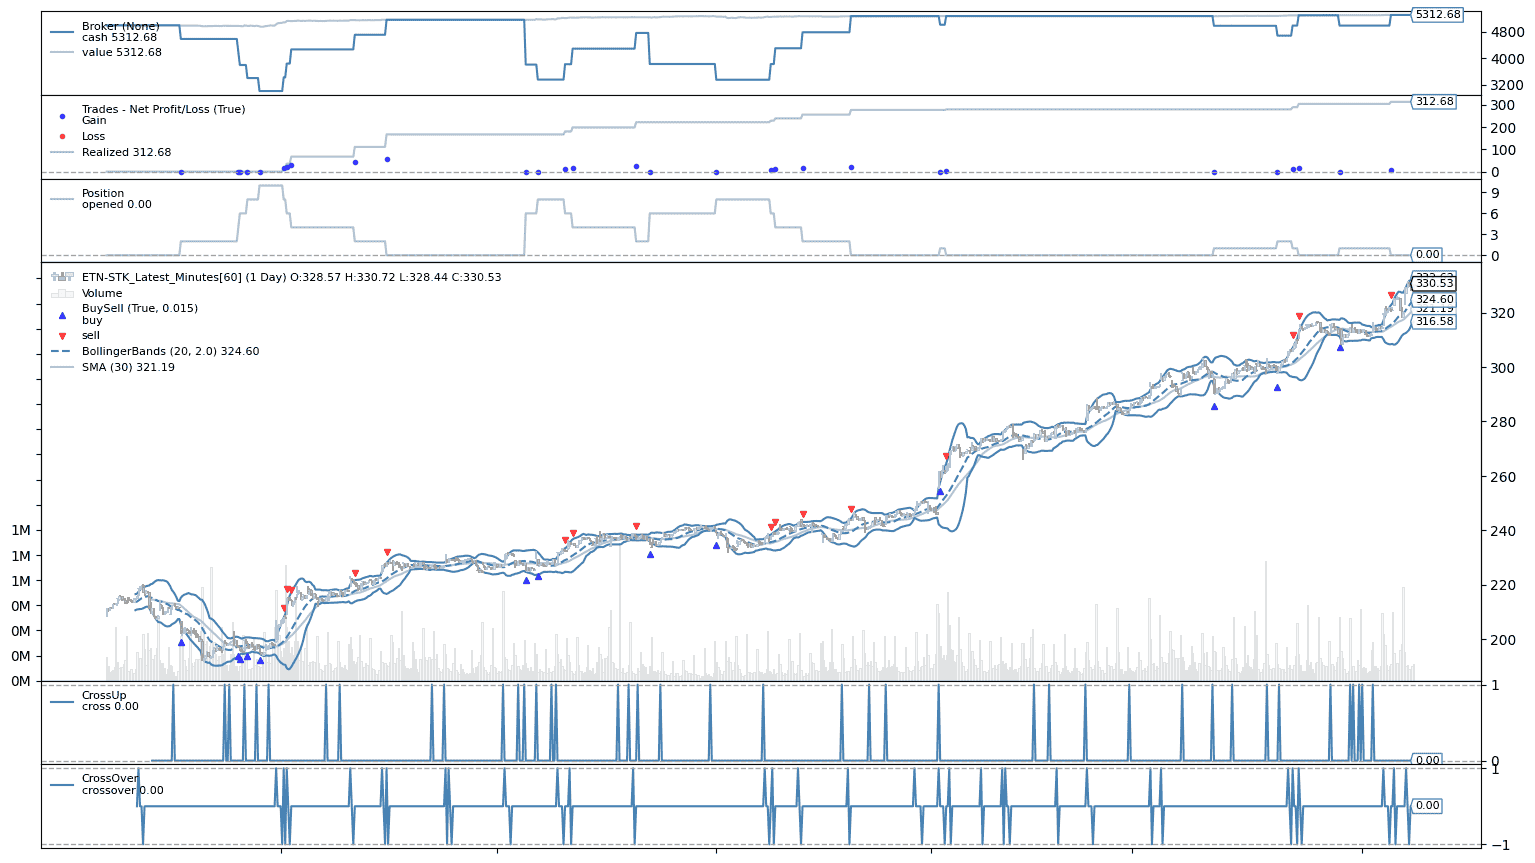 Broker (None)
cash 5312.68
value 5312.68
5312.68
4800
4000
3200
Trades - Net Profit/Loss (True)
Gain
Loss
Realized 312.68
312.68
300
200
100
0
Position
opened 0.00
9
6
3
0.00
0
ETN-STK_Latest_Minutes[60] (1 Day) O:328.57 H:330.72 L:328.44 C:330.53
Volume
BuySell (True, 0.015)
buy
sell
BollingerBands (20, 2.0) 324.60
SMA (30) 321.19
330.53
324.60
321.19
316.58
320
300
280
260
240
220
200
1M
1M
1M
0M
0M
0M
0M
CrossUp
cross 0.00
1
0.00
0
CrossOver
crossover 0.00
1
0.00
−1